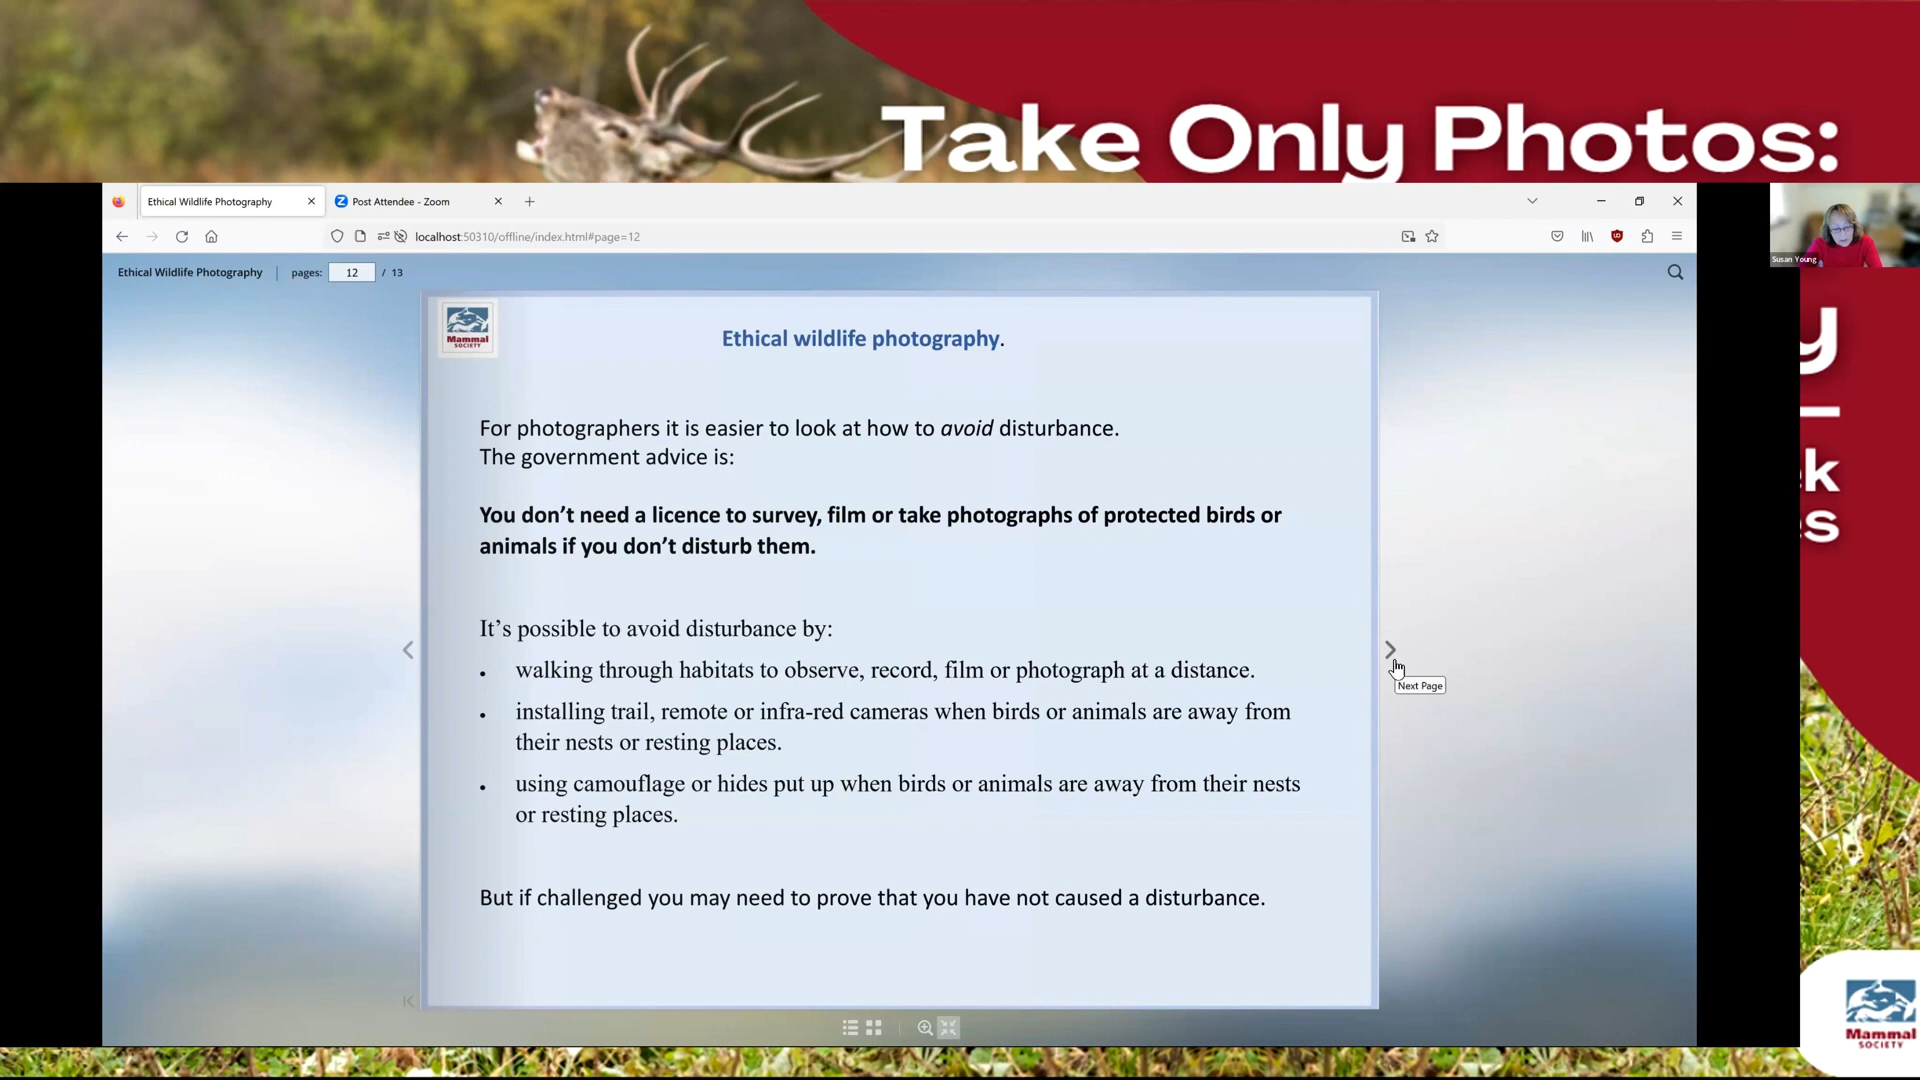 Take Only Photos:
Ethical Wildlife Photography
Post Attendee - Zoom
localhost:50310/offline/index.html#page=12
Susan Young
Ethical Wildlife Photography
pages:
12
/ 13
Mammal
SOCIETY
Ethical wildlife photography.
y
For photographers it is easier to look at how to avoid disturbance.
The government advice is:
k
s
You don’t need a licence to survey, film or take photographs of protected birds or
animals if you don’t disturb them.
It’s possible to avoid disturbance by:
• walking through habitats to observe, record, film or photograph at a distance.
Next Page
• installing trail, remote or infra-red cameras when birds or animals are away from
their nests or resting places.
• using camouflage or hides put up when birds or animals are away from their nests
or resting places.
But if challenged you may need to prove that you have not caused a disturbance.
Mammal
SOCIETY